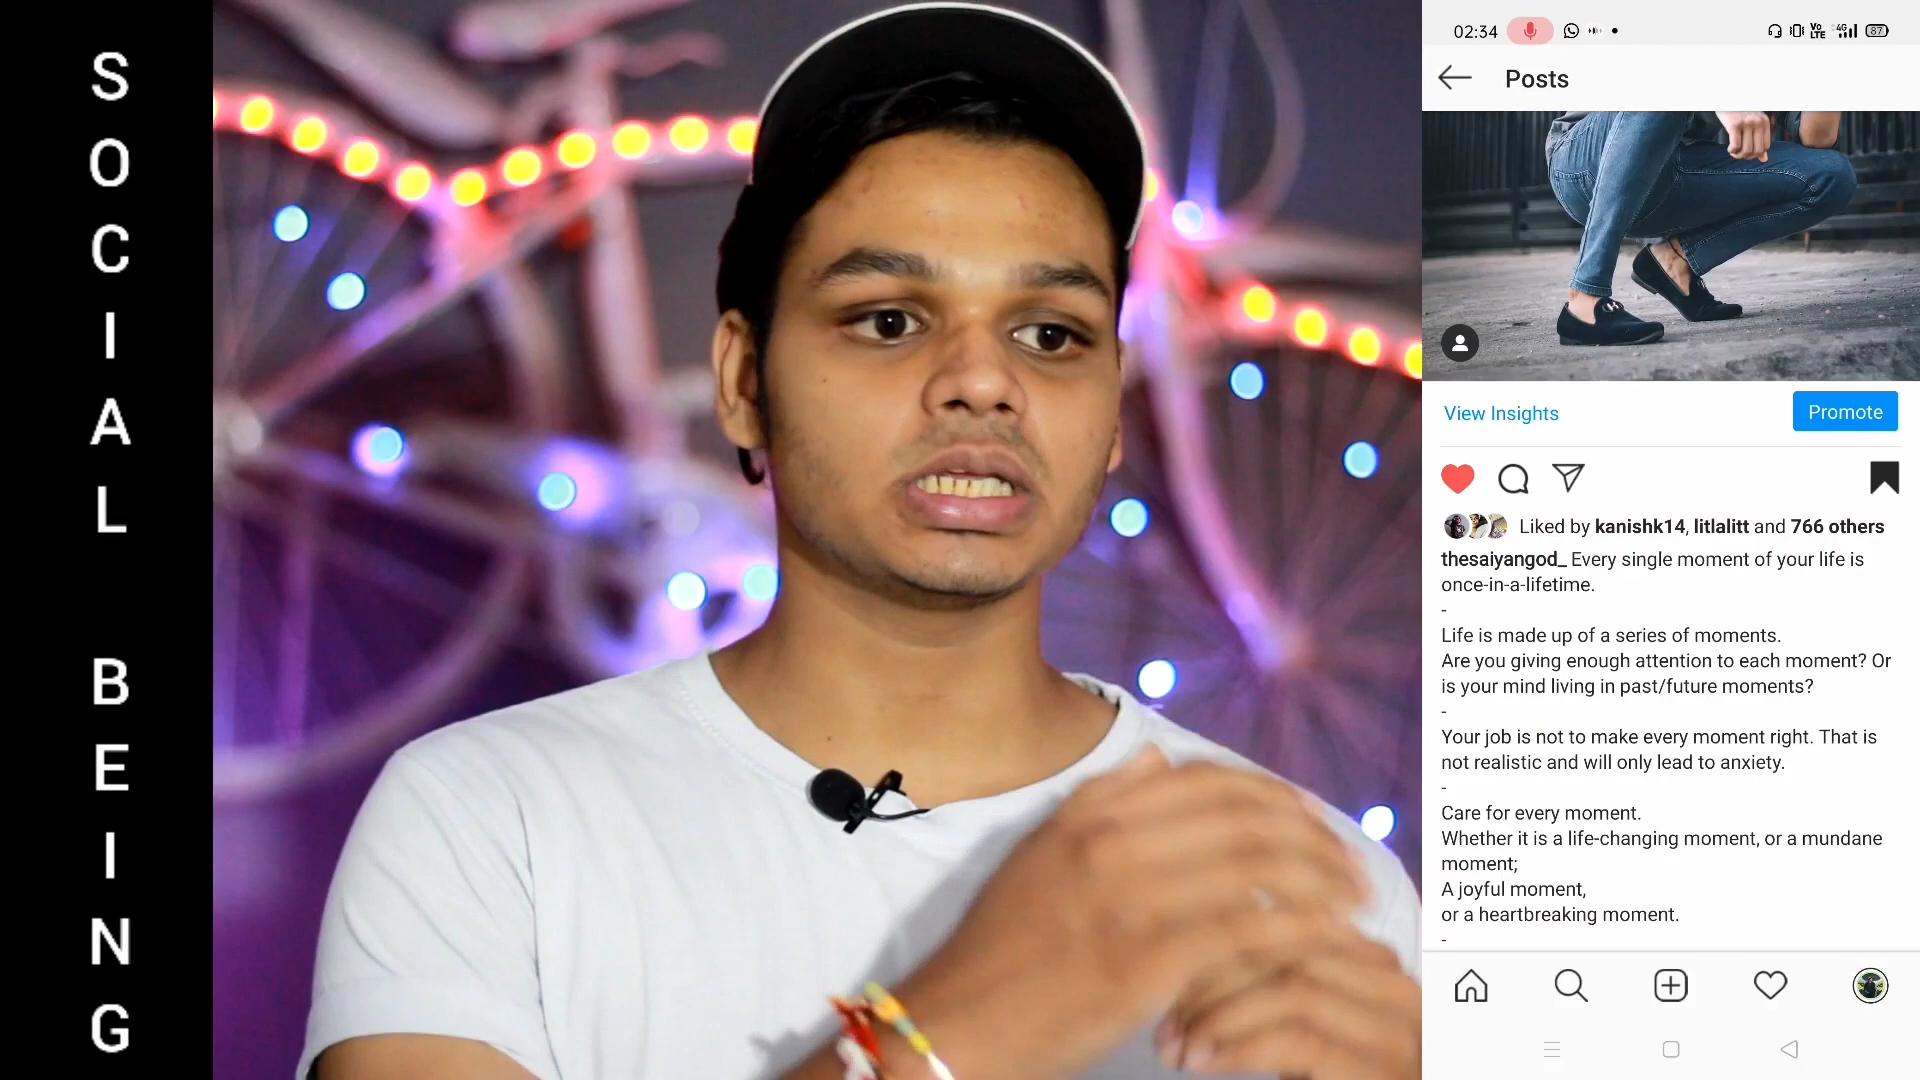 SOCIAL BEING
02:34
Vo LTE 4G 87
Posts
View Insights
Promote
Liked by kanishk14, litlalitt and 766 others
thesaiyangod_ Every single moment of your life is
once-in-a-lifetime.
-
Life is made up of a series of moments.
Are you giving enough attention to each moment? Or
is your mind living in past/future moments?
-
Your job is not to make every moment right. That is
not realistic and will only lead to anxiety.
-
Care for every moment.
Whether it is a life-changing moment, or a mundane
moment;
A joyful moment,
or a heartbreaking moment.
-